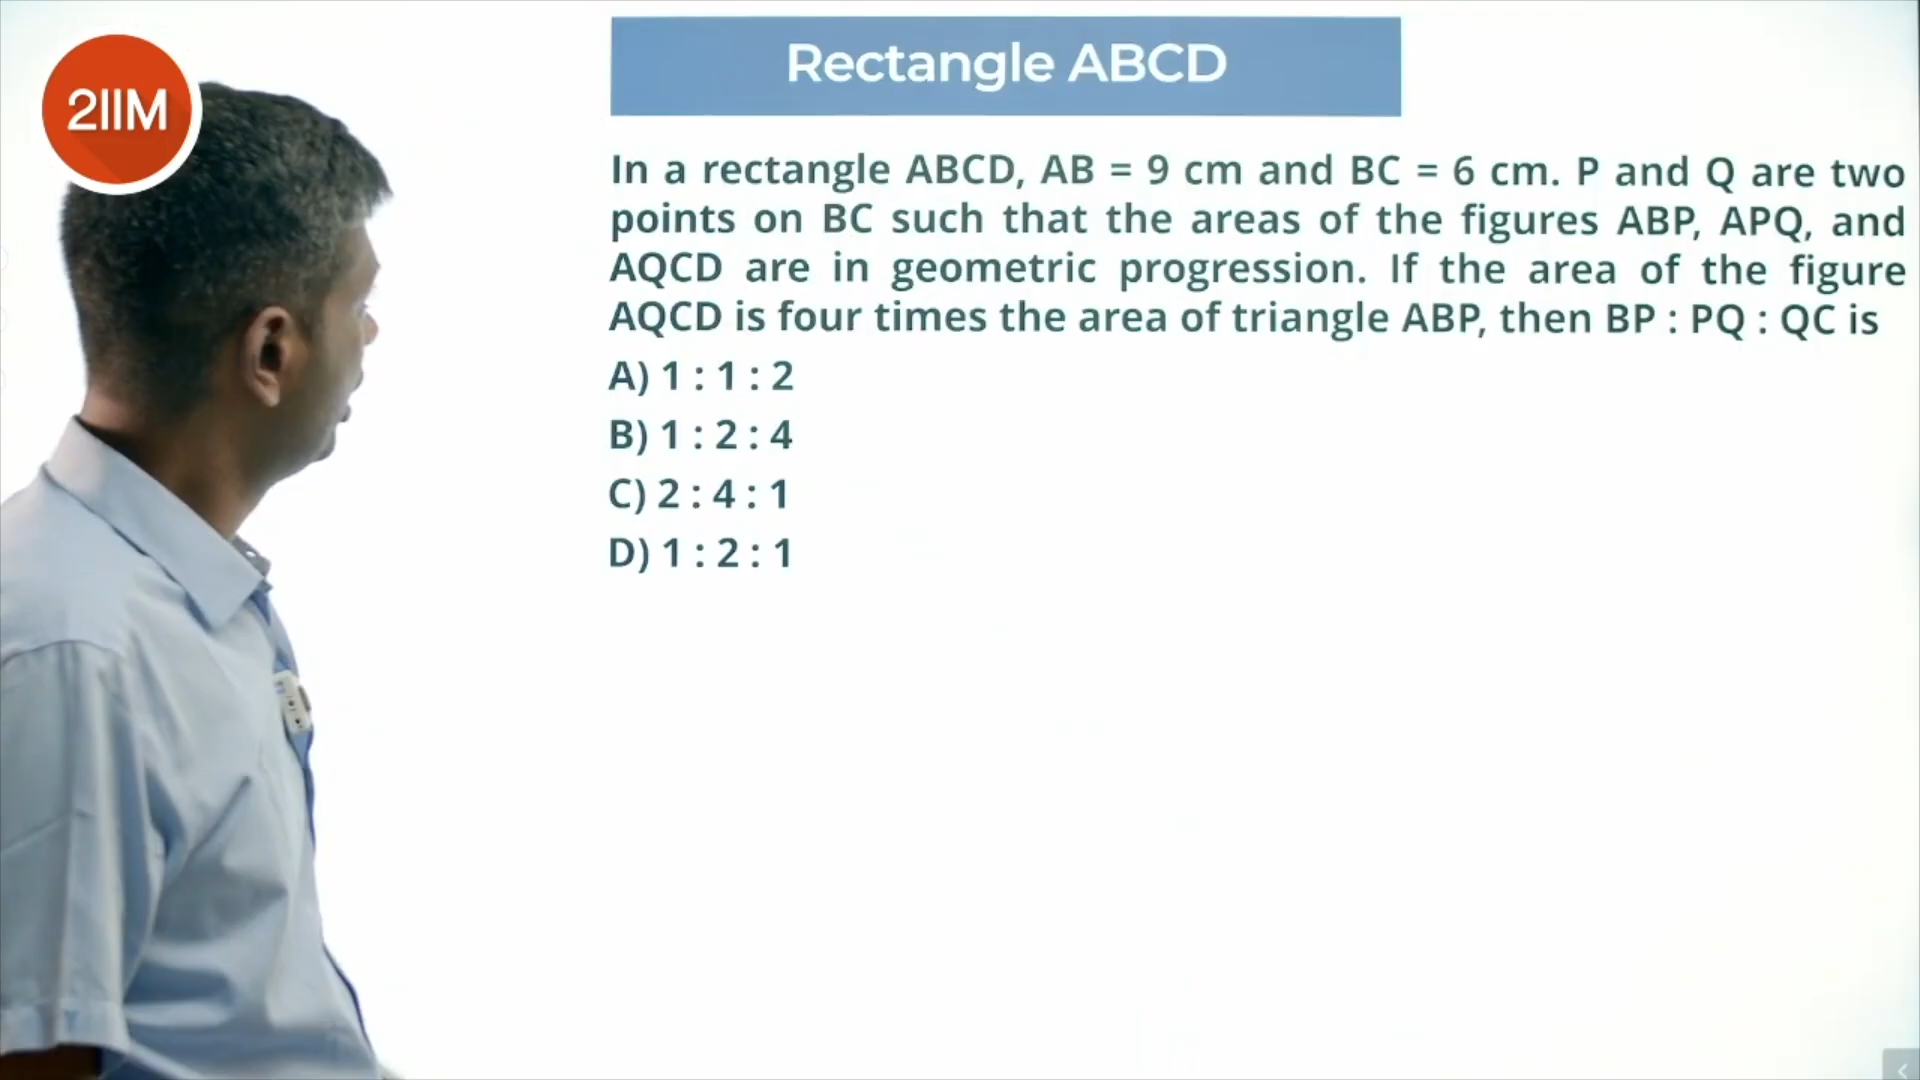 2IIM
Rectangle ABCD
In a rectangle ABCD, AB = 9 cm and BC = 6 cm. P and Q are two
points on BC such that the areas of the figures ABP, APQ, and
AQCD are in geometric progression. If the area of the figure
AQCD is four times the area of triangle ABP, then BP : PQ : QC is
A) 1 : 1 : 2
B) 1 : 2 : 4
C) 2 : 4 : 1
D) 1 : 2 : 1